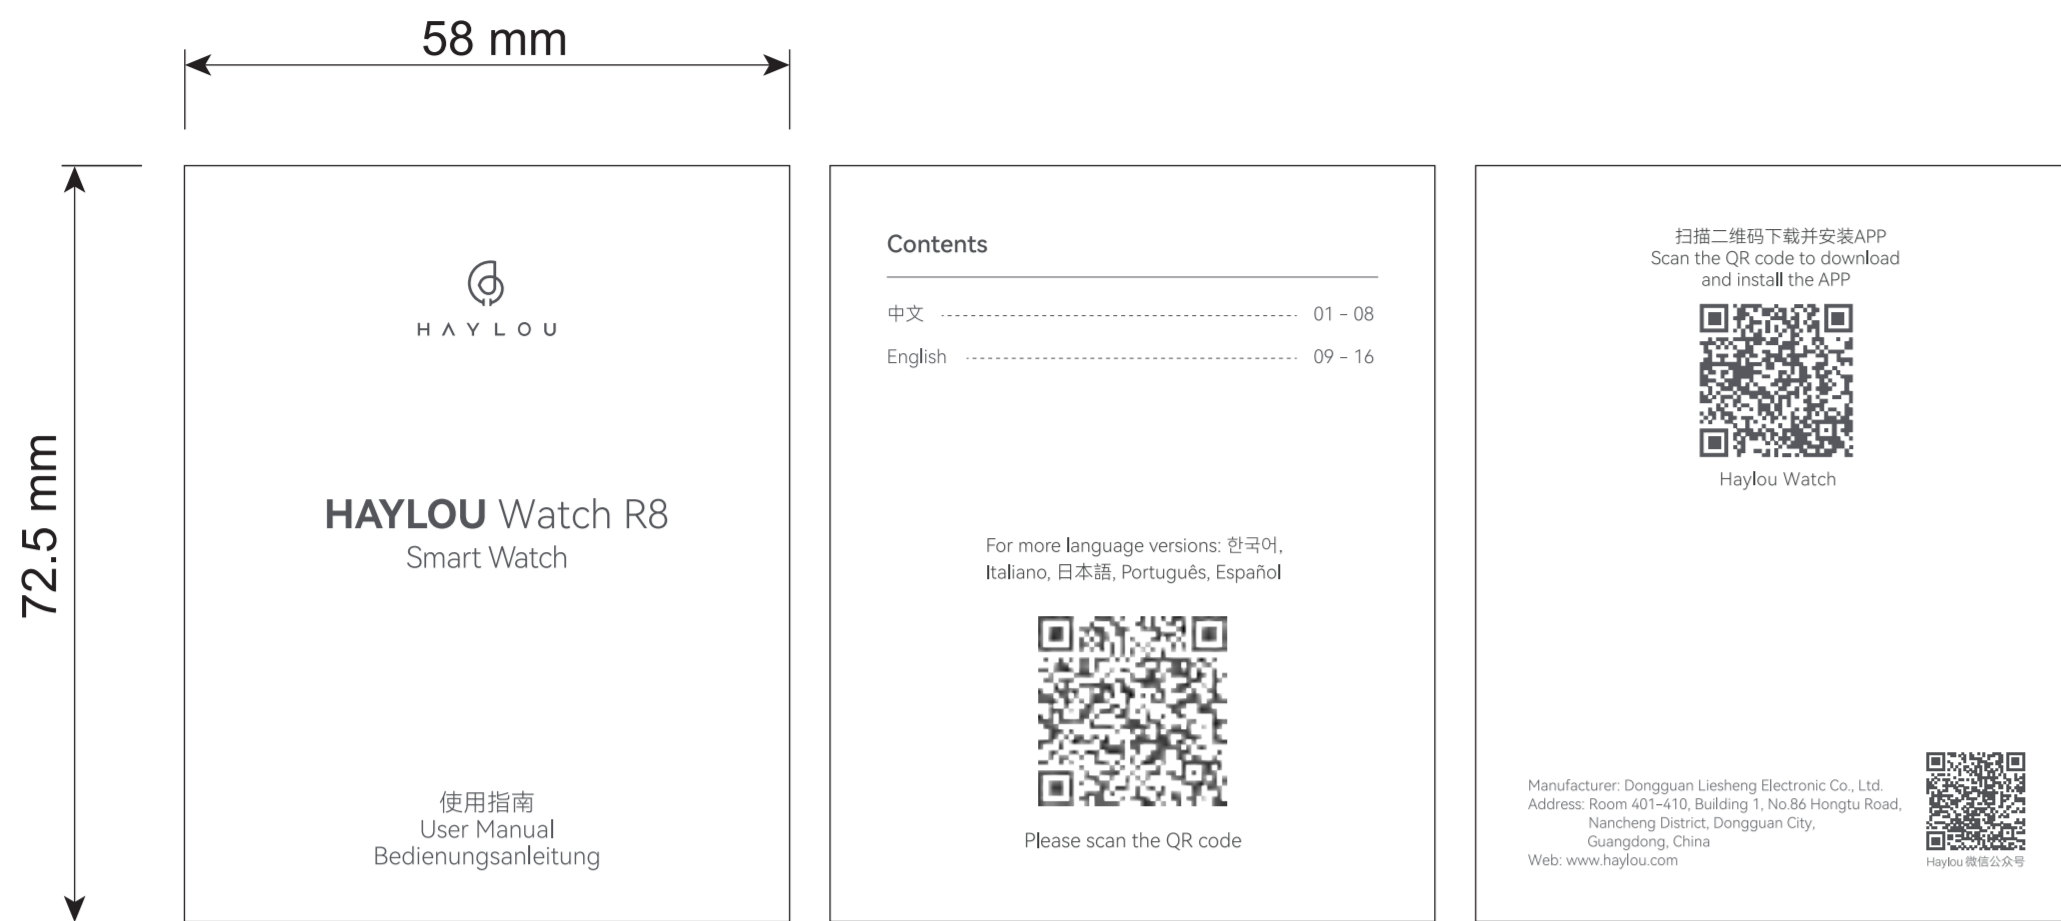 58 mm
72.5 mm
HAYLOU
HAYLOU Watch R8
Smart Watch
使用指南
User Manual
Bedienungsanleitung
Contents
中文 01 - 08
English 09 - 16
For more language versions: 한국어,
Italiano, 日本語, Português, Español
Please scan the QR code
扫描二维码下载并安装APP
Scan the QR code to download
and install the APP
Haylou Watch
Manufacturer: Dongguan Liesheng Electronic Co., Ltd.
Address: Room 401-410, Building 1, No.86 Hongtu Road,
Nancheng District, Dongguan City,
Guangdong, China
Web: www.haylou.com
Haylou 微信公众号